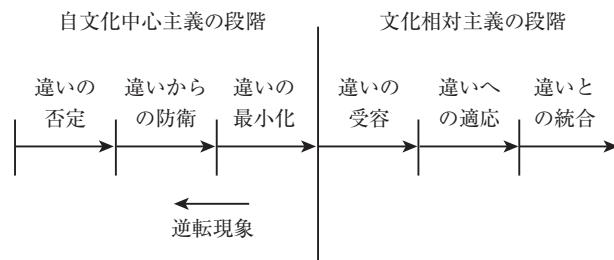 自文化中心主義の段階
文化相対主義の段階
違いの
否定
違いから
の防衛
違いの
最小化
違いの
受容
違いへ
の適応
違いと
の統合
逆転現象